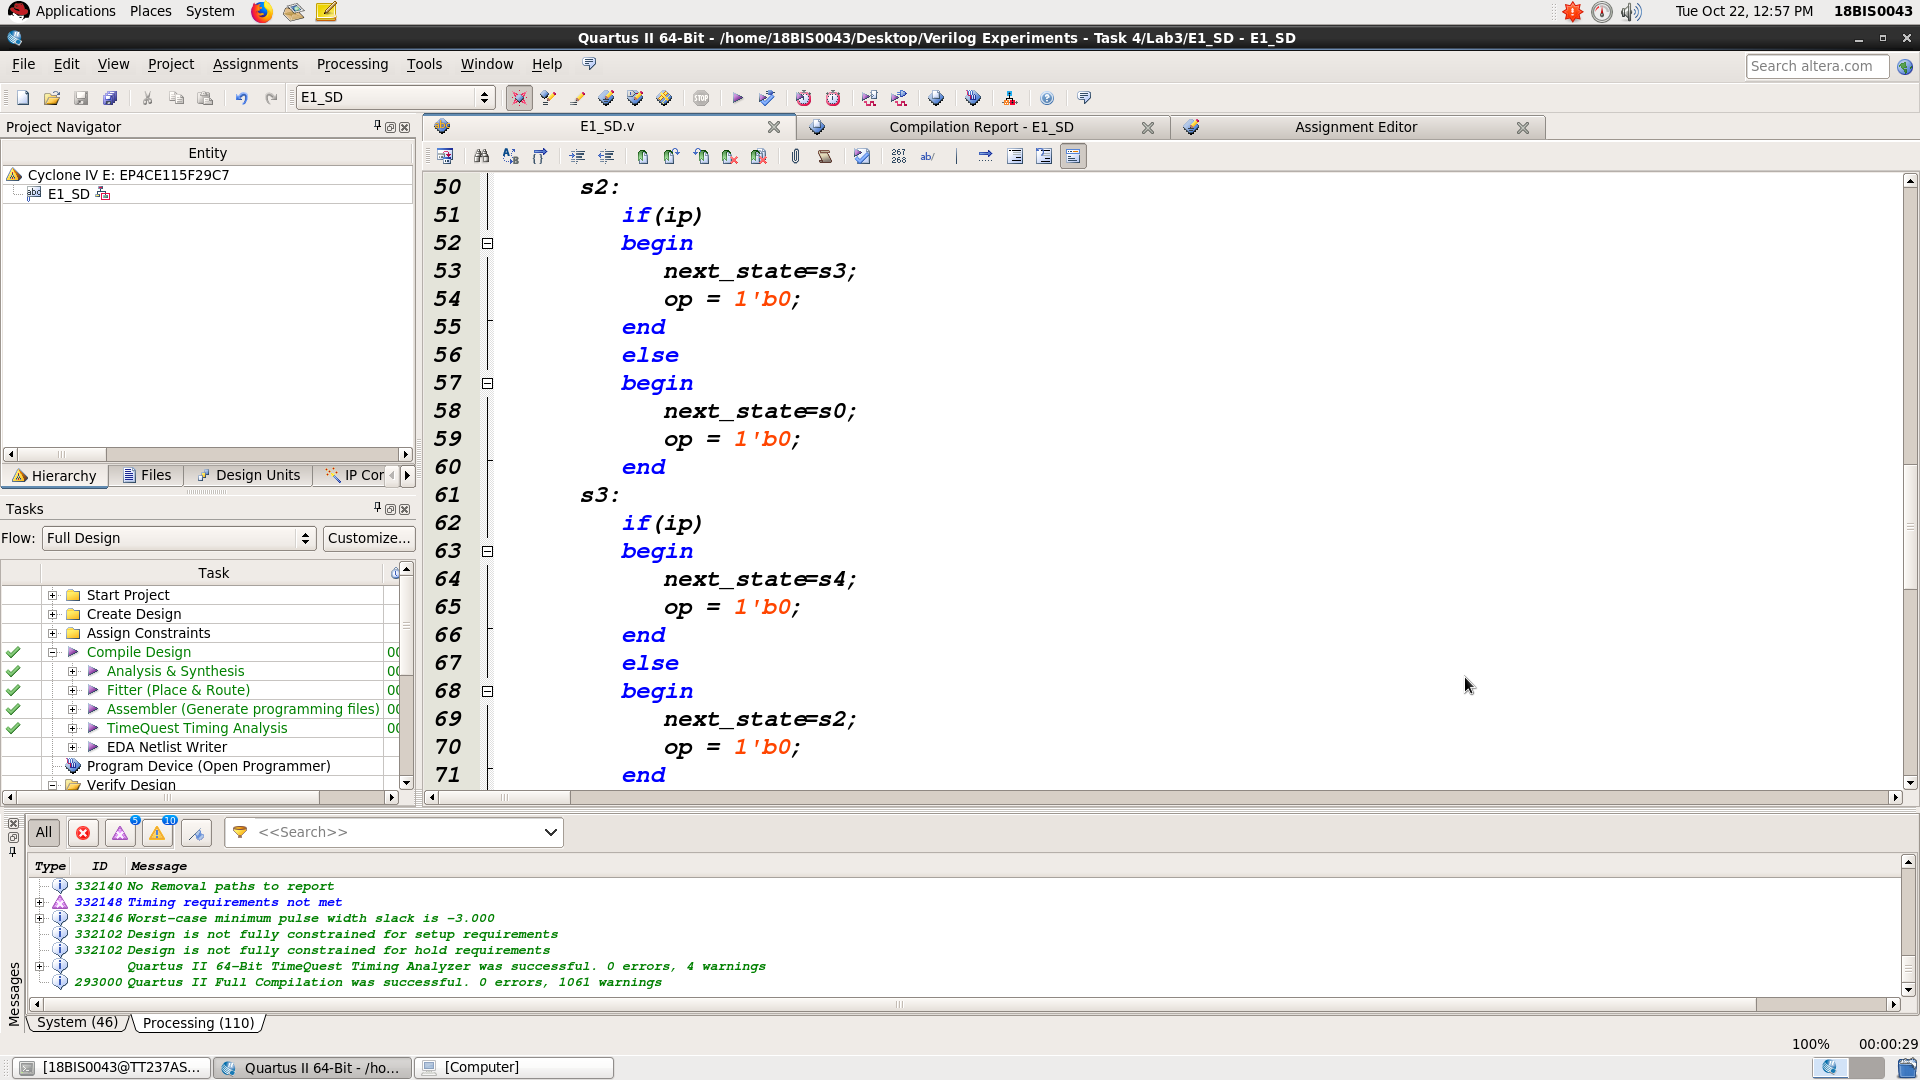 Applications Places System Tue Oct 22, 12:57 PM 18BIS0043
Quartus II 64-Bit - /home/18BIS0043/Desktop/Verilog Experiments - Task 4/Lab3/E1_SD - E1_SD
File Edit View Project Assignments Processing Tools Window Help Search altera.com
E1_SD STOP
Project Navigator
E1_SD.v Compilation Report - E1_SD Assignment Editor
Entity
Cyclone IV E: EP4CE115F29C7
abc E1_SD
267 268 ab/
50 s2:
51 if(ip)
52 begin
53 next_state=s3;
54 op = 1'b0;
55 end
56 else
57 begin
58 next_state=s0;
59 op = 1'b0;
60 end
61 s3:
62 if(ip)
63 begin
64 next_state=s4;
65 op = 1'b0;
66 end
67 else
68 begin
69 next_state=s2;
70 op = 1'b0;
71 end
Hierarchy Files Design Units IP Cor
Tasks
Flow: Full Design Customize...
Task
Start Project
Create Design
Assign Constraints
Compile Design 00
Analysis & Synthesis 00
Fitter (Place & Route) 00
Assembler (Generate programming files) 00
TimeQuest Timing Analysis 00
EDA Netlist Writer
Program Device (Open Programmer)
Verify Design
All 5 10 <<Search>>
Type ID Message
332140 No Removal paths to report
332148 Timing requirements not met
332146 Worst-case minimum pulse width slack is -3.000
332102 Design is not fully constrained for setup requirements
332102 Design is not fully constrained for hold requirements
Quartus II 64-Bit TimeQuest Timing Analyzer was successful. 0 errors, 4 warnings
293000 Quartus II Full Compilation was successful. 0 errors, 1061 warnings
Messages
System (46) Processing (110)
100% 00:00:29
[18BIS0043@TT237AS... Quartus II 64-Bit - /ho... [Computer]